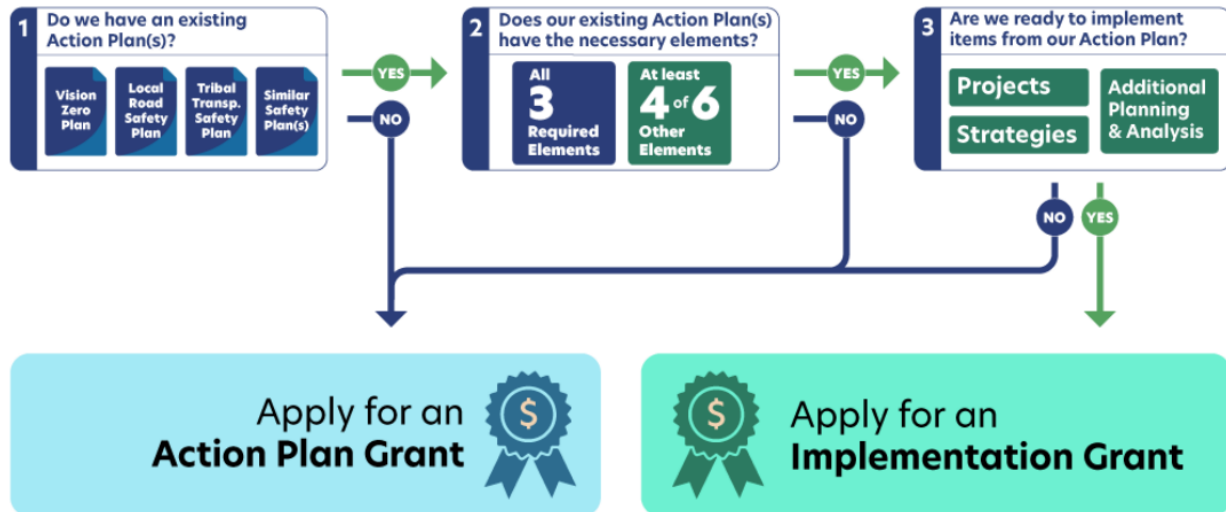 1
Do we have an existing
Action Plan(s)?
Vision
Zero
Plan
Local
Road
Safety
Plan
Tribal
Transp.
Safety
Plan
Similar
Safety
Plan(s)
YES
NO
2
Does our existing Action Plan(s)
have the necessary elements?
All
3
Required
Elements
At least
4 of 6
Other
Elements
YES
NO
3
Are we ready to implement
items from our Action Plan?
Projects
Strategies
Additional
Planning
& Analysis
NO
YES
Apply for an
Action Plan Grant
$
$
Apply for an
Implementation Grant